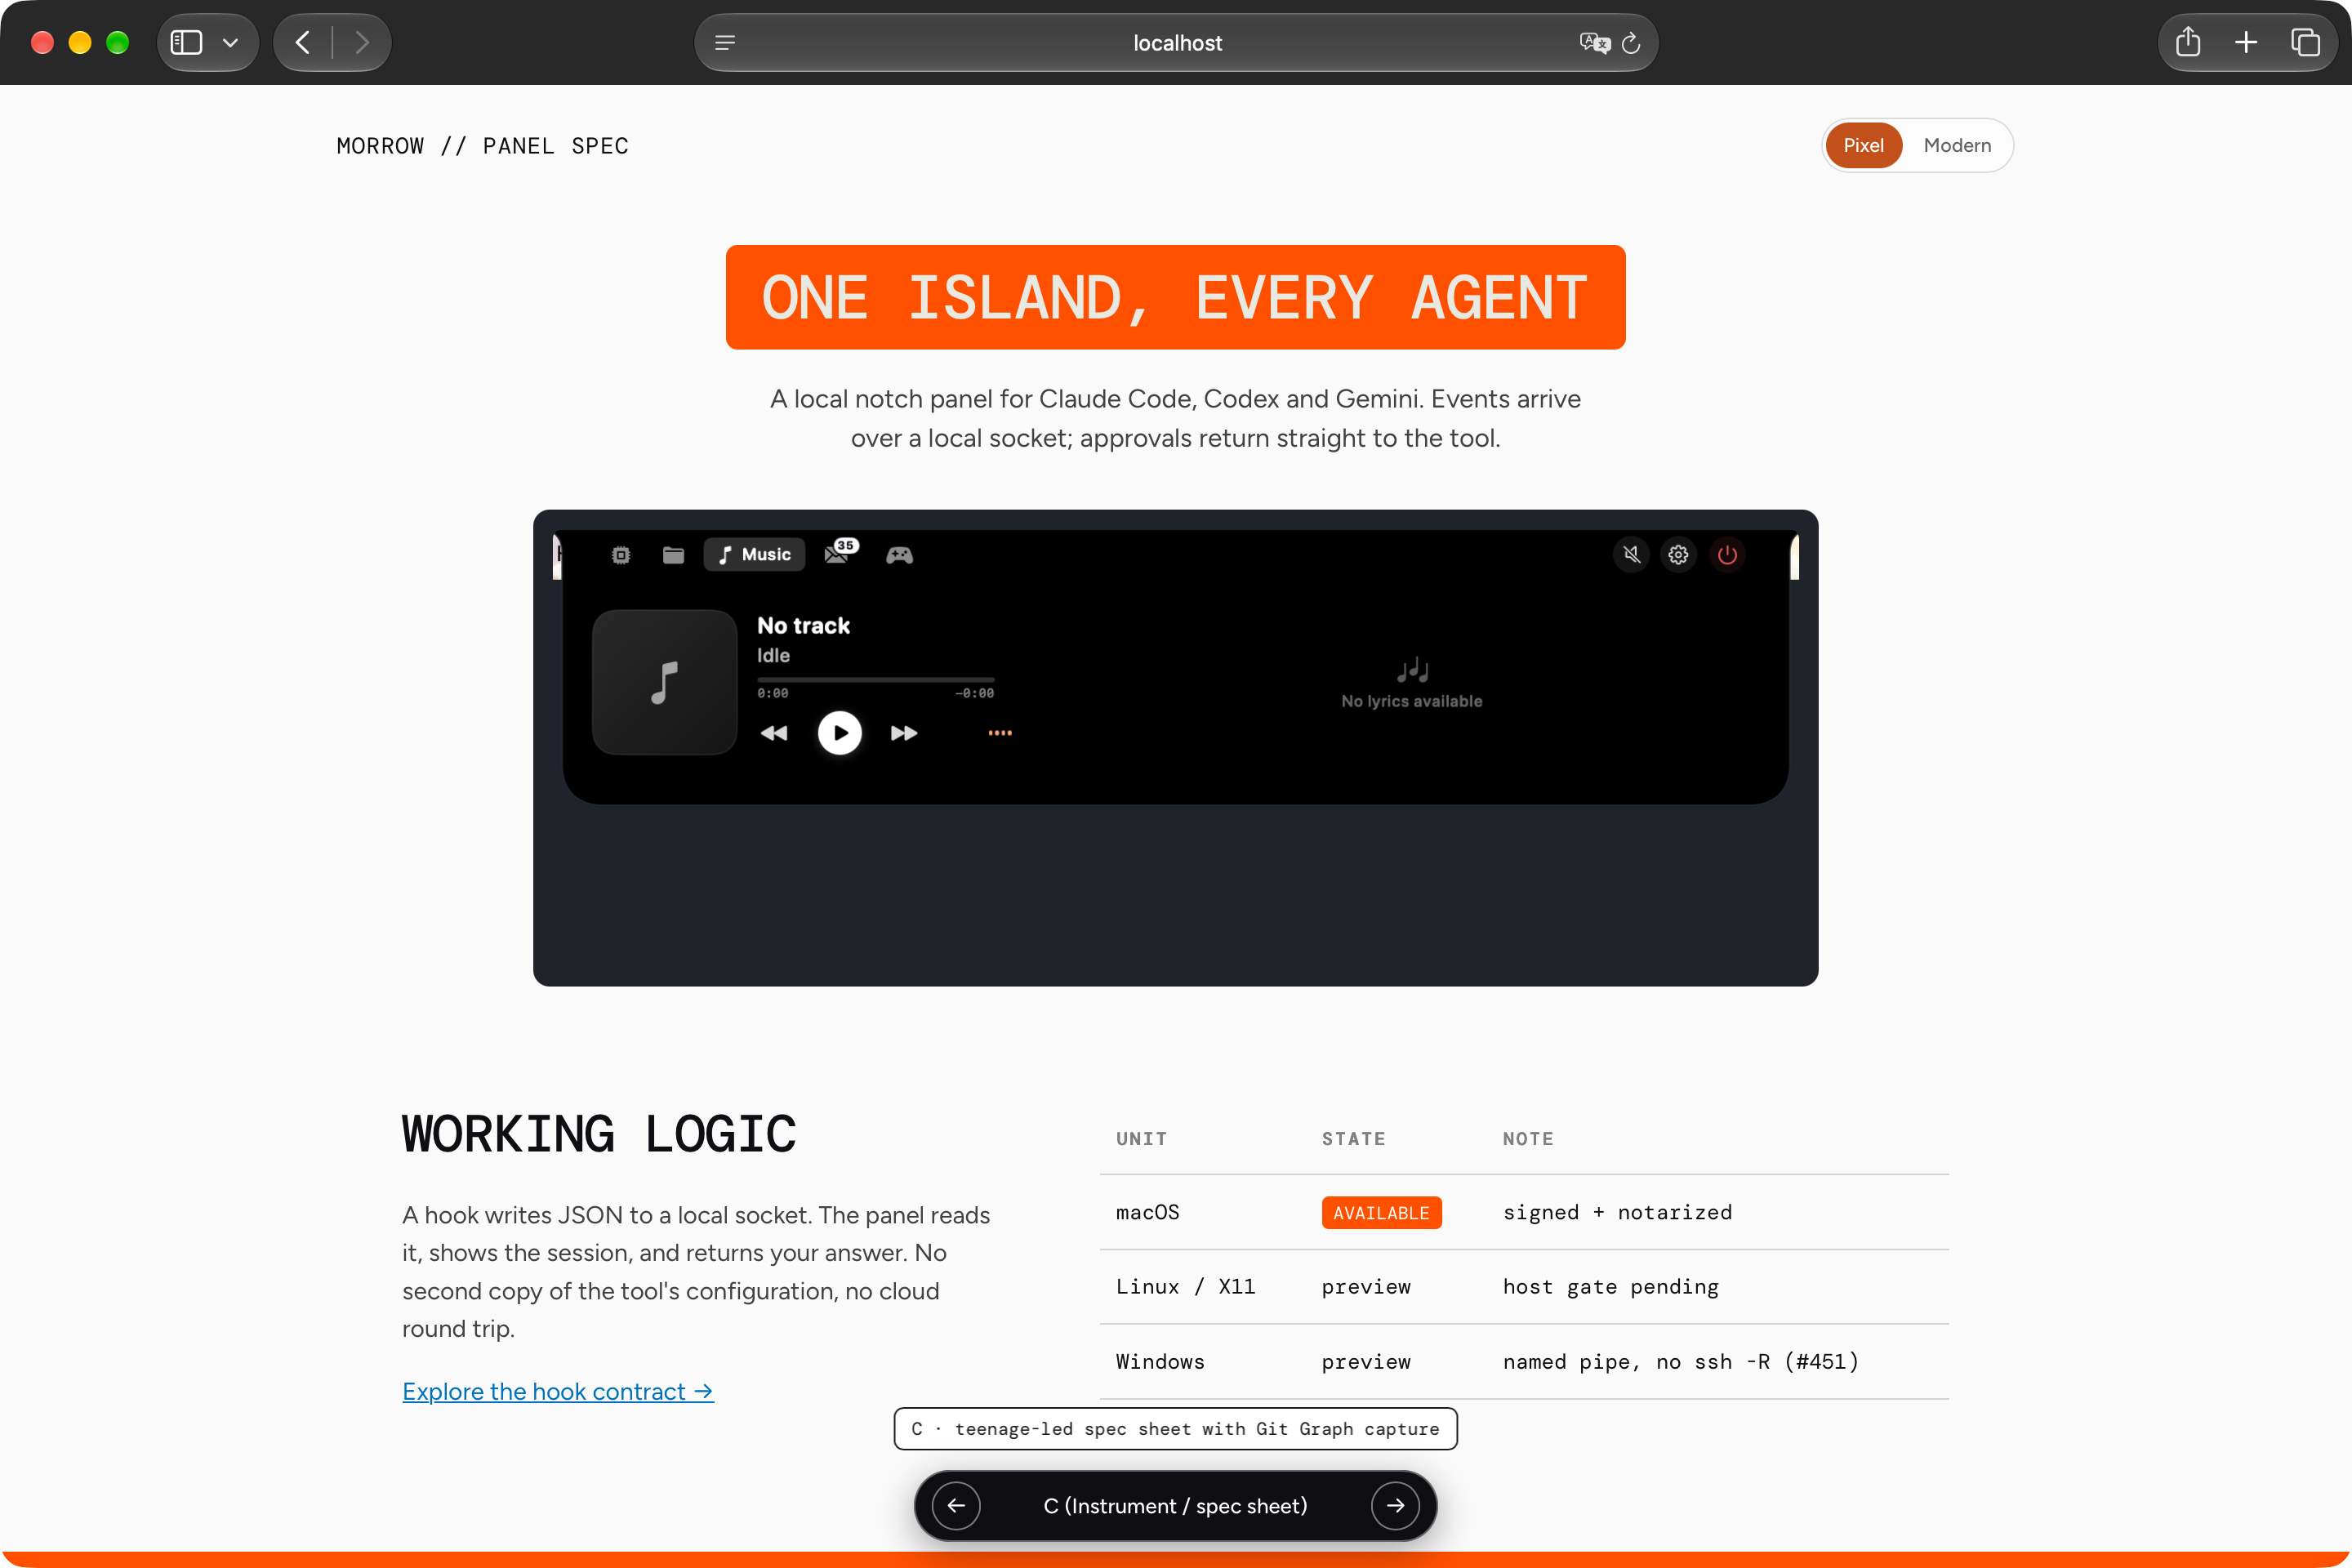 localhost
MORROW // PANEL SPEC
Pixel
Modern
ONE ISLAND, EVERY AGENT
A local notch panel for Claude Code, Codex and Gemini. Events arrive
over a local socket; approvals return straight to the tool.
Music
35
No track
Idle
0:00
−0:00
No lyrics available
WORKING LOGIC
A hook writes JSON to a local socket. The panel reads
it, shows the session, and returns your answer. No
second copy of the tool's configuration, no cloud
round trip.
Explore the hook contract →
UNIT STATE NOTE
macOS AVAILABLE signed + notarized
Linux / X11 preview host gate pending
Windows preview named pipe, no ssh -R (#451)
C · teenage-led spec sheet with Git Graph capture
C (Instrument / spec sheet)